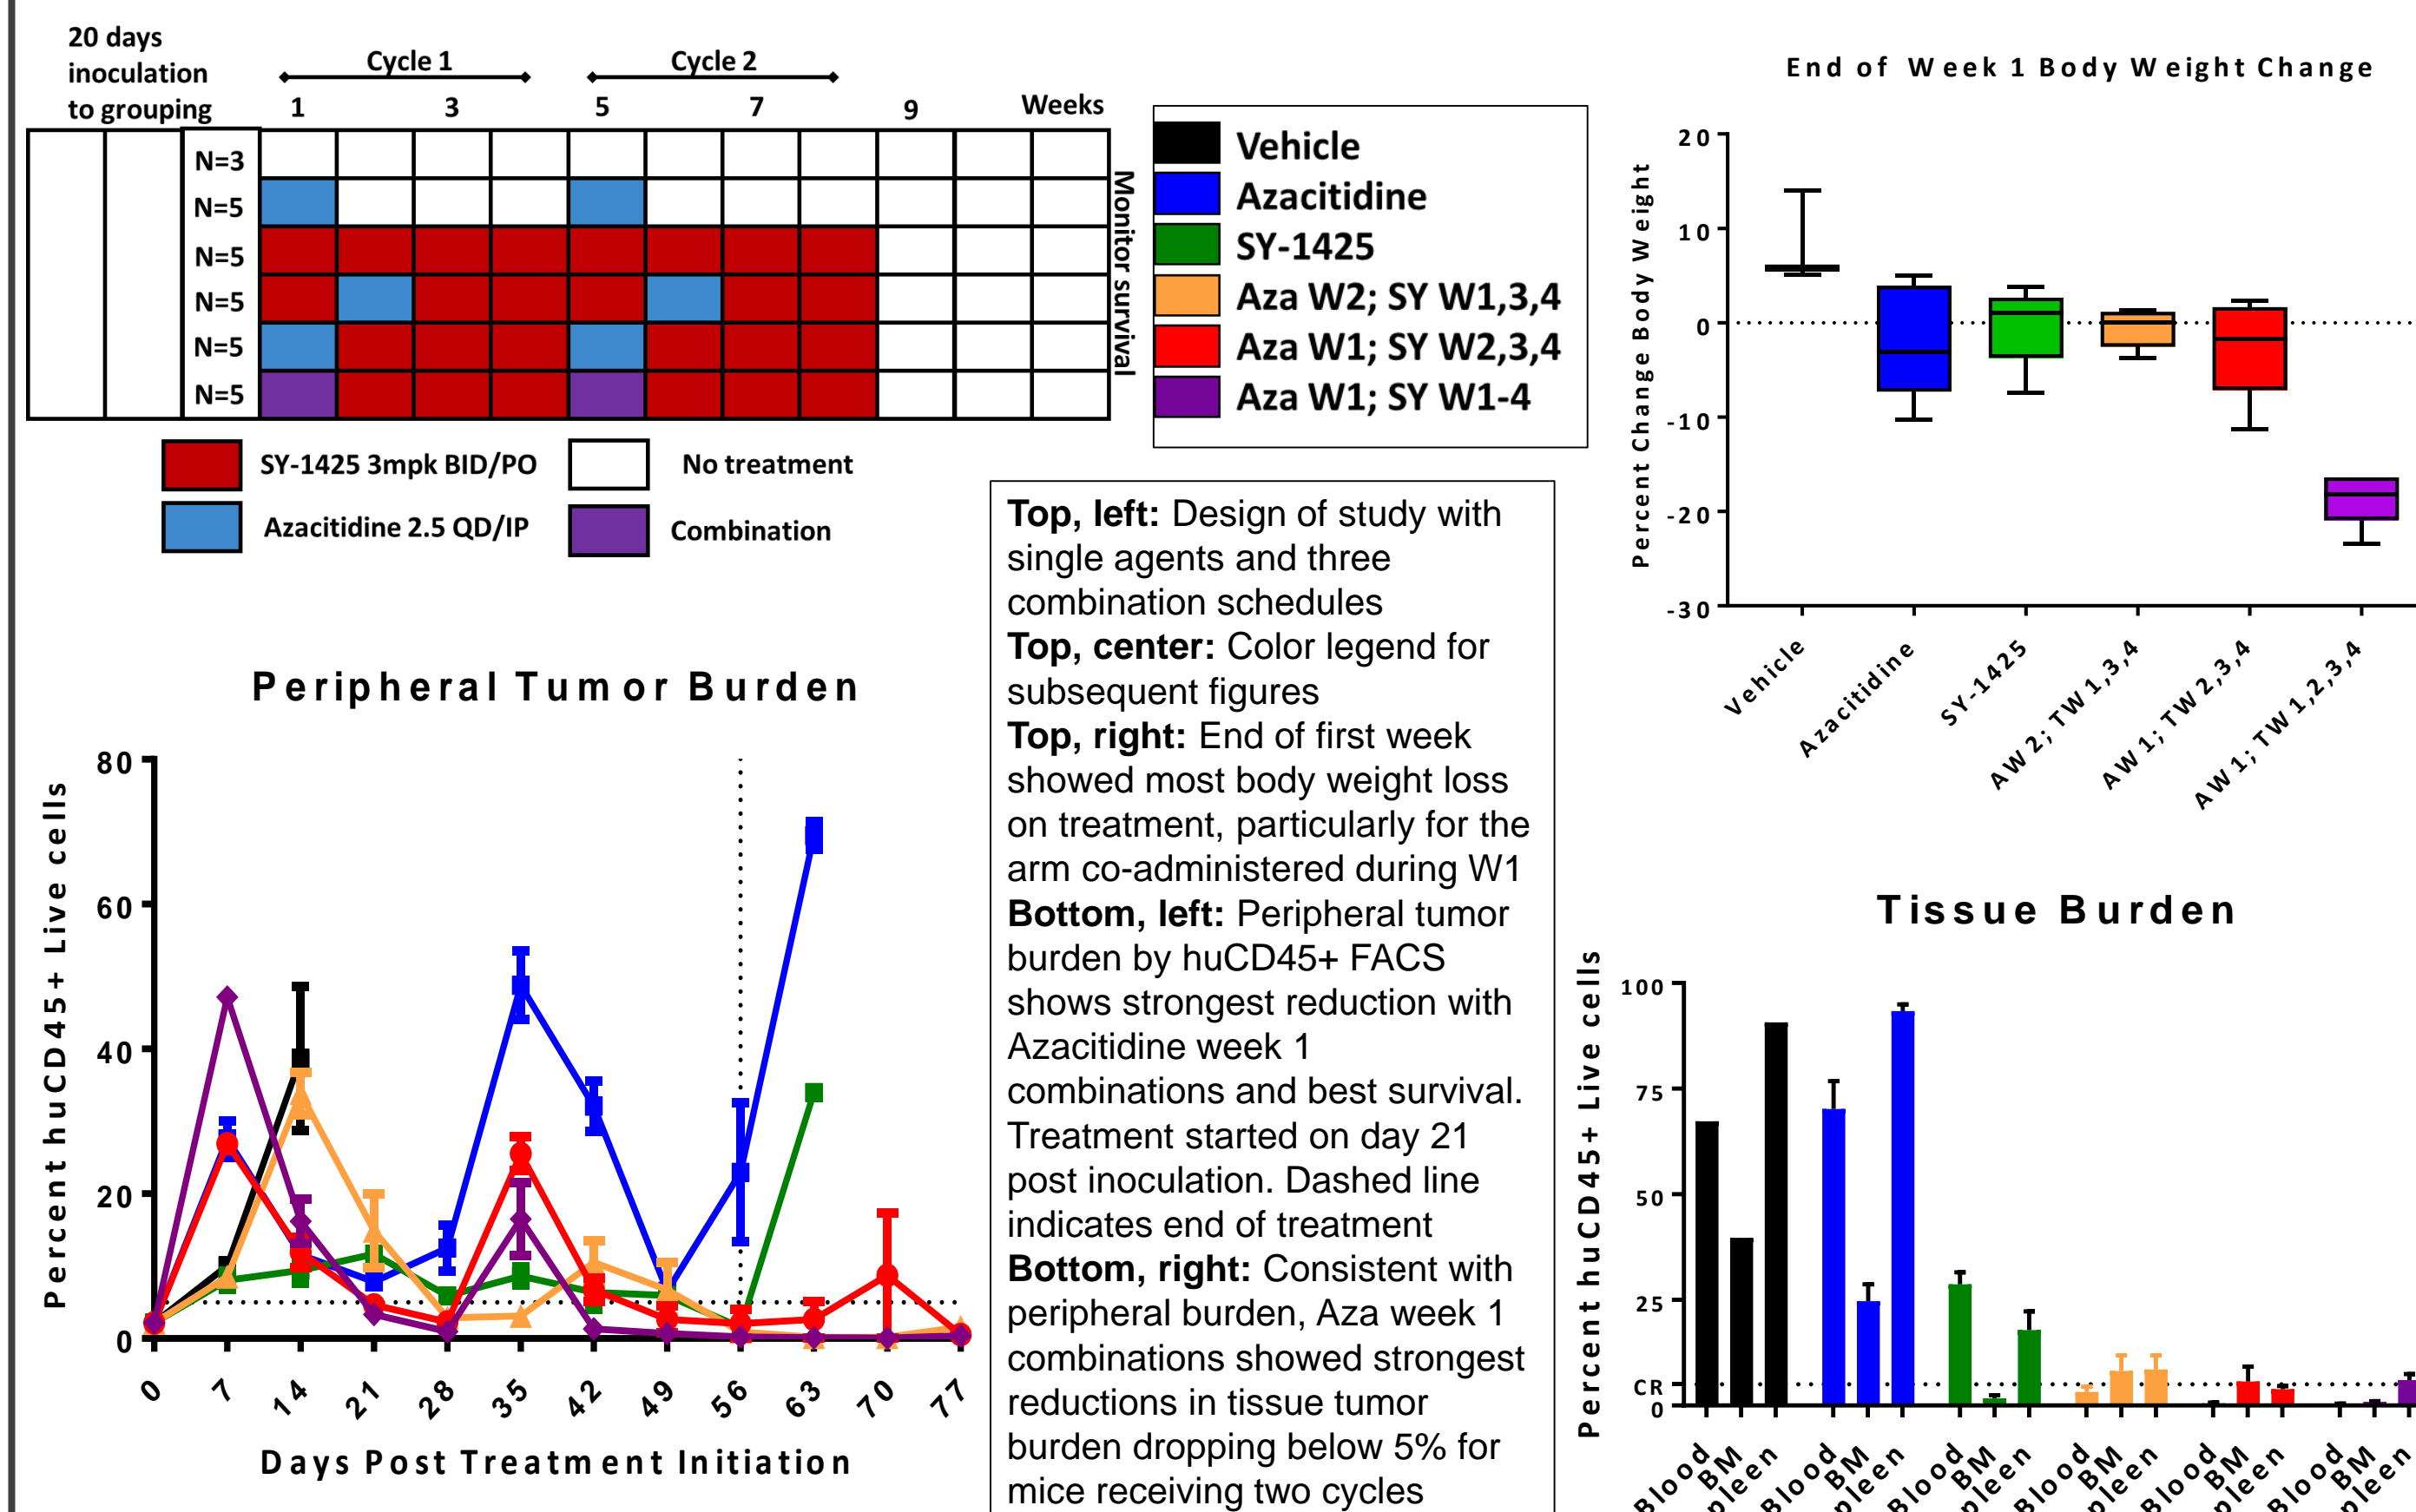 20 days
inoculation
to grouping
Cycle 1
Cycle 2
1 3 5 7 9 Weeks
N=3
N=5
N=5
N=5
N=5
N=5
Monitor survival
SY-1425 3mpk BID/PO
No treatment
Azacitidine 2.5 QD/IP
Combination
Vehicle
Azacitidine
SY-1425
Aza W2; SY W1,3,4
Aza W1; SY W2,3,4
Aza W1; SY W1-4
End of Week 1 Body Weight Change
Percent Change Body Weight
20
10
0
-10
-20
-30
Vehicle
Azacitidine
SY-1425
AW2; TW1,3,4
AW1; TW2,3,4
AW1; TW1,2,3,4
Peripheral Tumor Burden
Percent huCD45+ Live cells
80
60
40
20
0
0 7 14 21 28 35 42 49 56 63 70 77
Days Post Treatment Initiation
Top, left: Design of study with
single agents and three
combination schedules
Top, center: Color legend for
subsequent figures
Top, right: End of first week
showed most body weight loss
on treatment, particularly for the
arm co-administered during W1
Bottom, left: Peripheral tumor
burden by huCD45+ FACS
shows strongest reduction with
Azacitidine week 1
combinations and best survival.
Treatment started on day 21
post inoculation. Dashed line
indicates end of treatment
Bottom, right: Consistent with
peripheral burden, Aza week 1
combinations showed strongest
reductions in tissue tumor
burden dropping below 5% for
mice receiving two cycles
Tissue Burden
Percent huCD45+ Live cells
100
75
50
25
CR
0
Blood
BM
pleen
Blood
BM
pleen
Blood
BM
pleen
Blood
BM
pleen
Blood
BM
pleen
Blood
BM
pleen